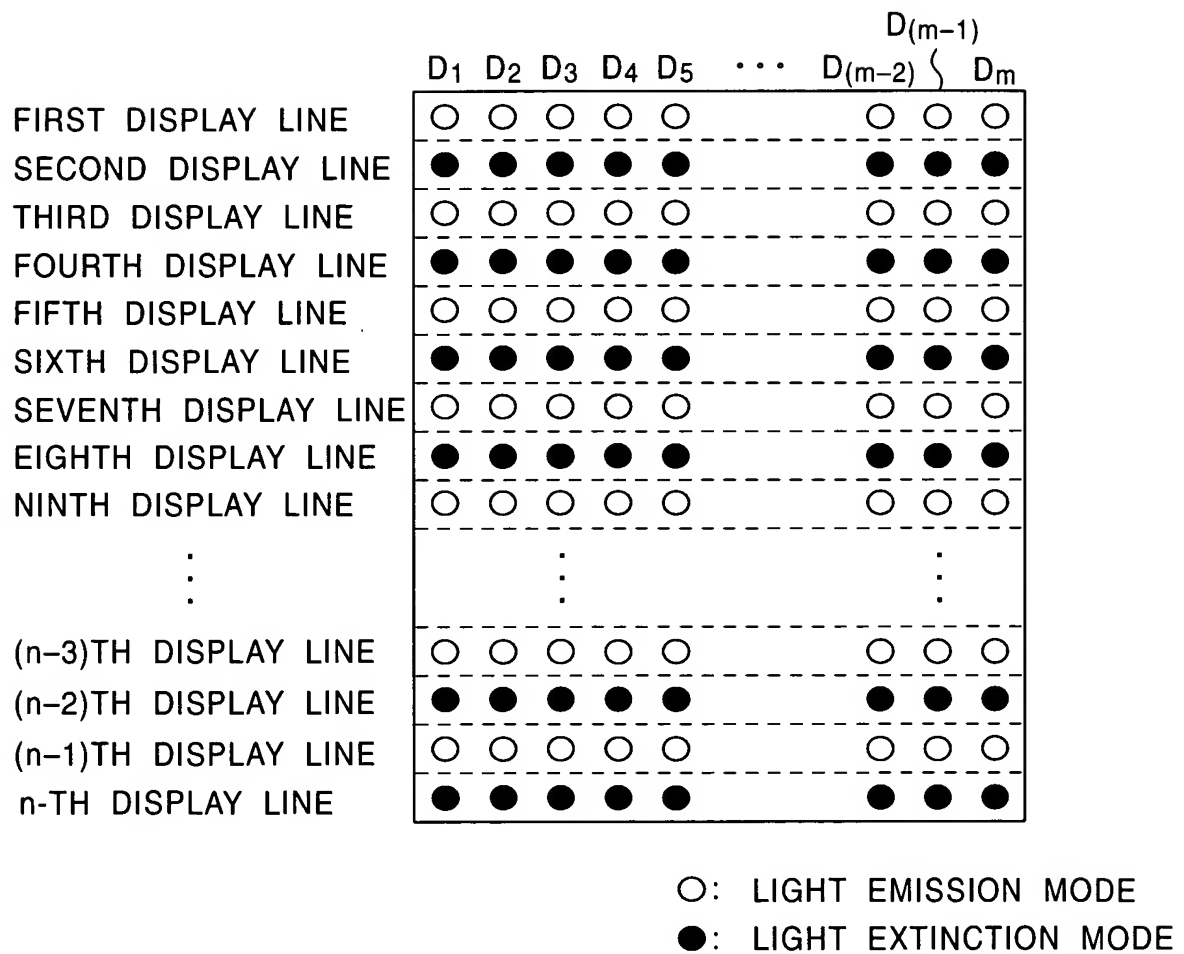 D(m−1)
D1 D2 D3 D4 D5 ··· D(m−2) Dm
FIRST DISPLAY LINE
SECOND DISPLAY LINE
THIRD DISPLAY LINE
FOURTH DISPLAY LINE
FIFTH DISPLAY LINE
SIXTH DISPLAY LINE
SEVENTH DISPLAY LINE
EIGHTH DISPLAY LINE
NINTH DISPLAY LINE
(n−3)TH DISPLAY LINE
(n−2)TH DISPLAY LINE
(n−1)TH DISPLAY LINE
n-TH DISPLAY LINE
○: LIGHT EMISSION MODE
●: LIGHT EXTINCTION MODE